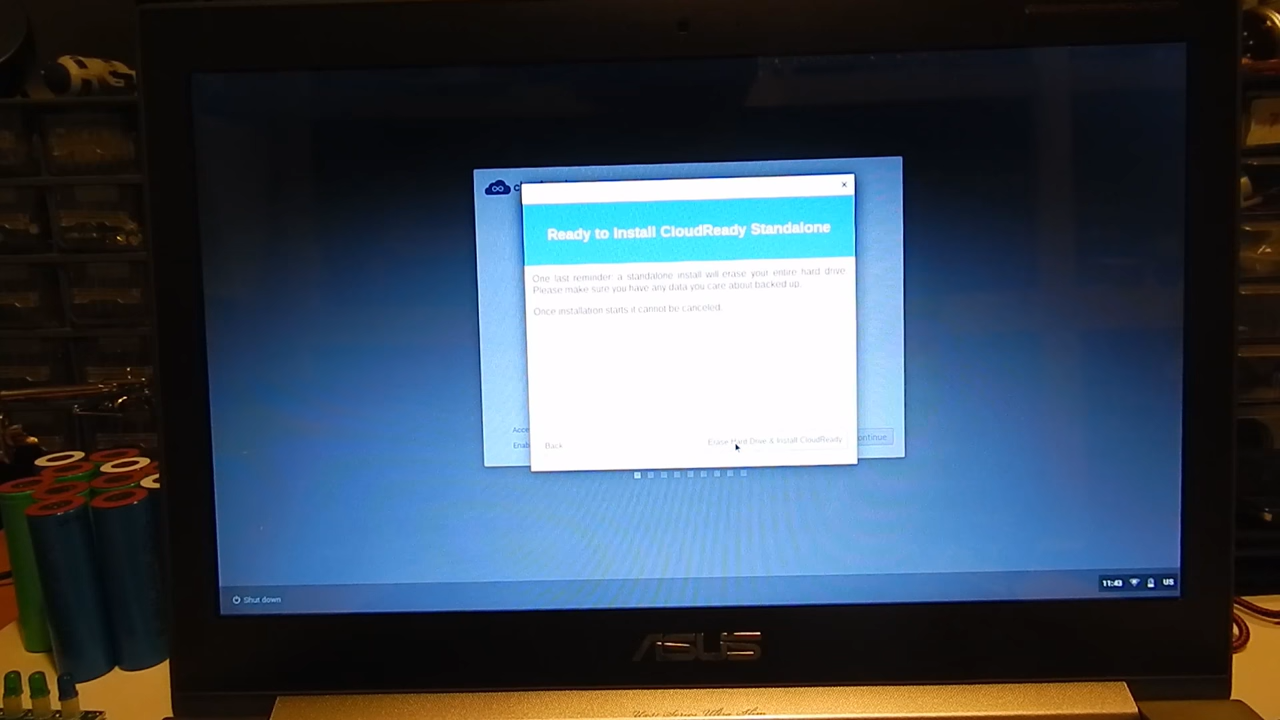 Ready to Install CloudReady Standalone
One last reminder: a standalone install will erase your entire hard drive
Please make sure you have any data you care about backed up.
Once installation starts it cannot be canceled.
Back
Erase Hard Drive & Install CloudReady
Shut down
11:43
US
ASUS